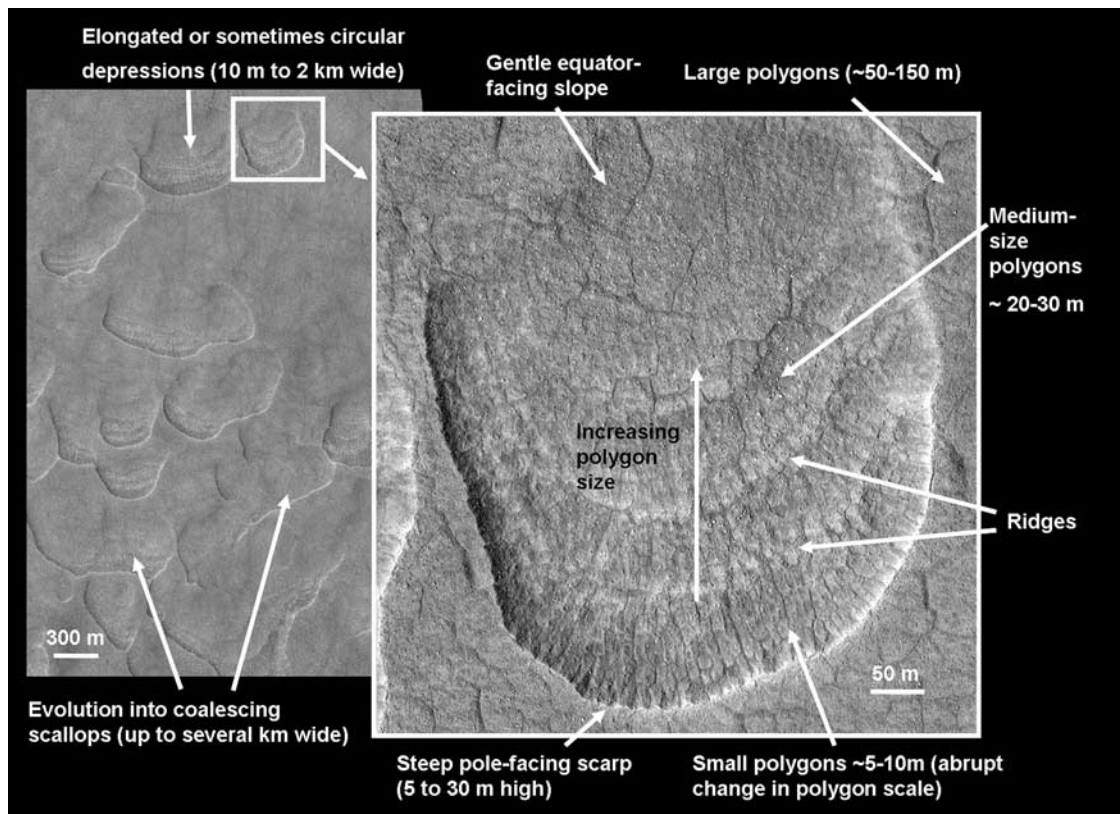 Elongated or sometimes circular
depressions (10 m to 2 km wide)
Gentle equator-
facing slope
Large polygons (~50-150 m)
Medium-
size
polygons
~ 20-30 m
Increasing
polygon
size
Ridges
300 m
50 m
Evolution into coalescing
scallops (up to several km wide)
Steep pole-facing scarp
(5 to 30 m high)
Small polygons ~5-10m (abrupt
change in polygon scale)